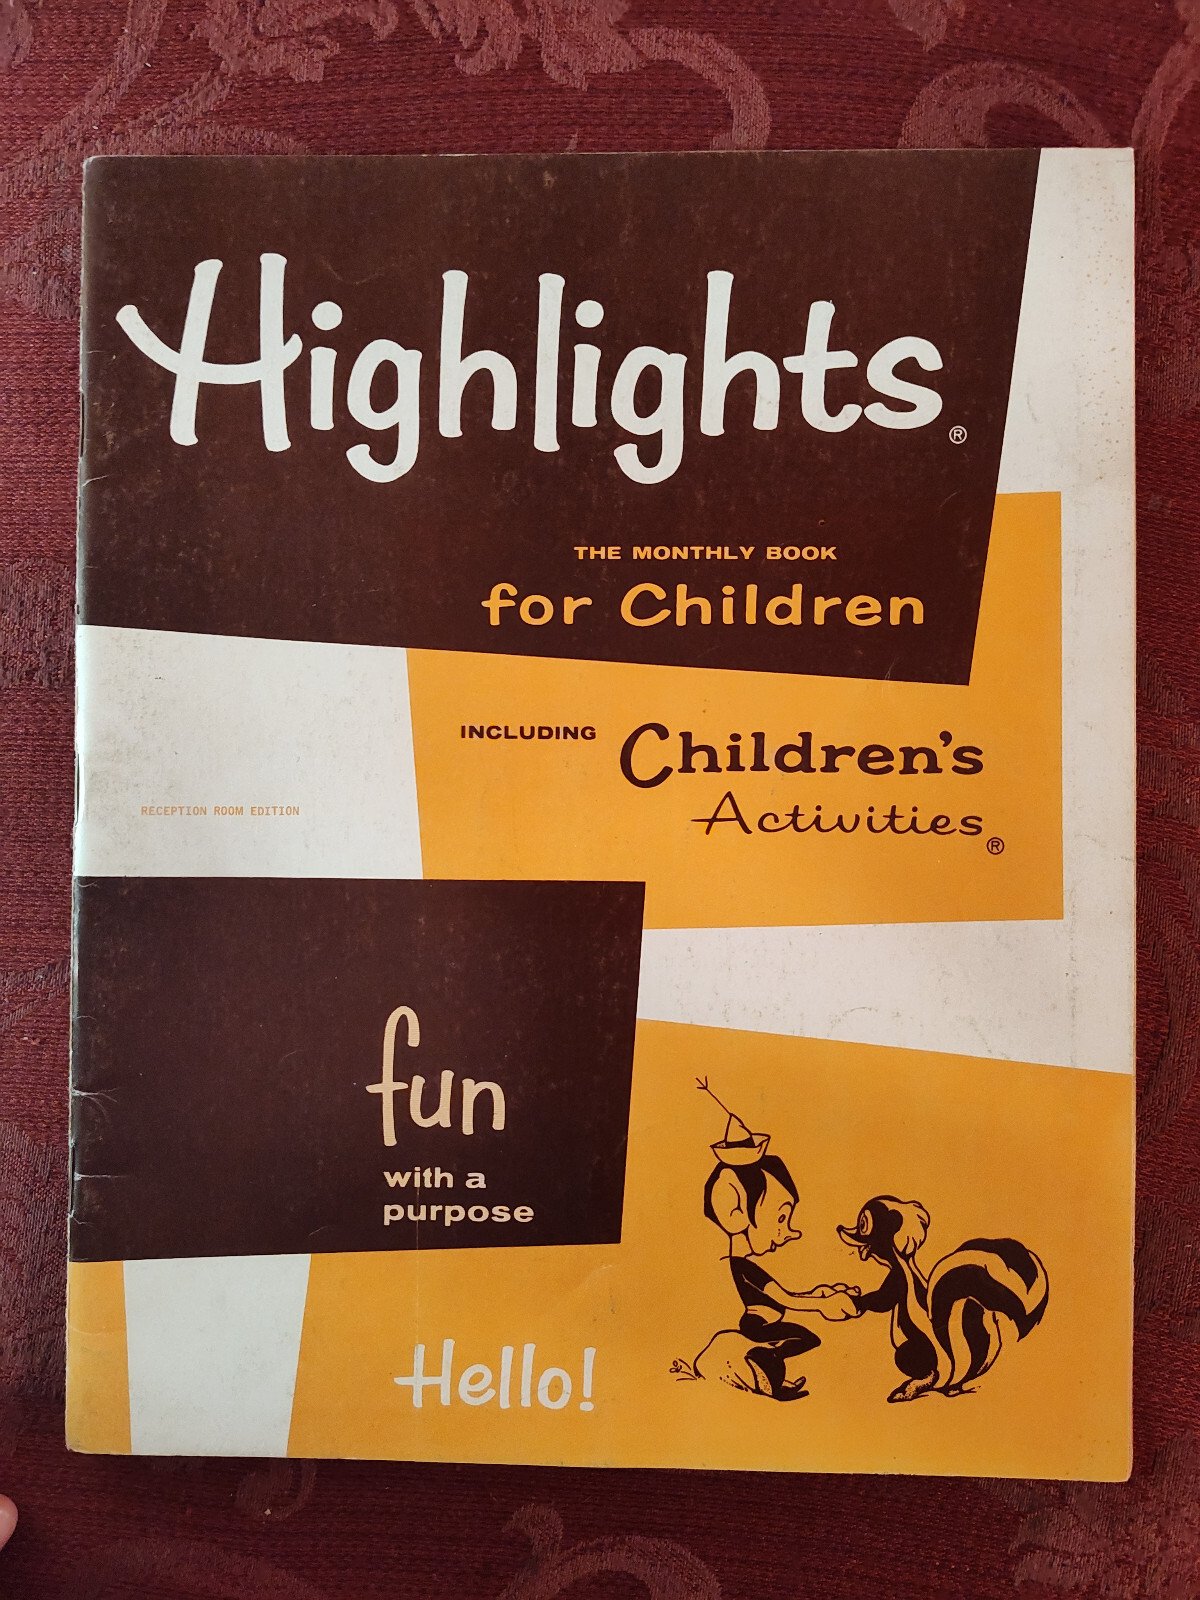 Highlights®
THE MONTHLY BOOK
for Children
INCLUDING Children's
Activities®
RECEPTION ROOM EDITION
fun
with a
purpose
Hello!